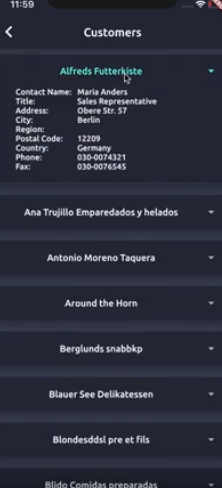 11:59
Customers
Alfreds Futterkiste
Contact Name: Maria Anders
Title: Sales Representative
Address: Obere Str. 57
City: Berlin
Region:
Postal Code: 12209
Country: Germany
Phone: 030-0074321
Fax: 030-0076545
Ana Trujillo Emparedados y helados
Antonio Moreno Taquera
Around the Horn
Berglunds snabbkp
Blauer See Delikatessen
Blondesddsl pre et fils
Blido Comidas preparadas